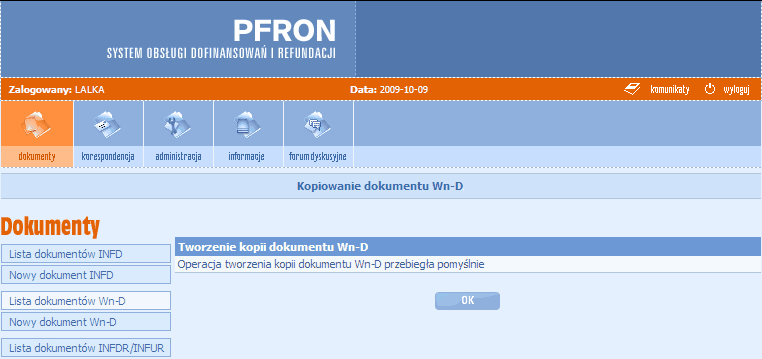 PFRON
SYSTEM OBSŁUGI DOFINANSOWAŃ I REFUNDACJI
Zalogowany: LALKA Data: 2009-10-09 komunikaty wyloguj
dokumenty korespondencja administracja informacje forum dyskusyjne
Kopiowanie dokumentu Wn-D
Dokumenty
Lista dokumentów INFD
Nowy dokument INFD
Lista dokumentów Wn-D
Nowy dokument Wn-D
Lista dokumentów INFDR/INFUR
Tworzenie kopii dokumentu Wn-D
Operacja tworzenia kopii dokumentu Wn-D przebiegła pomyślnie
OK